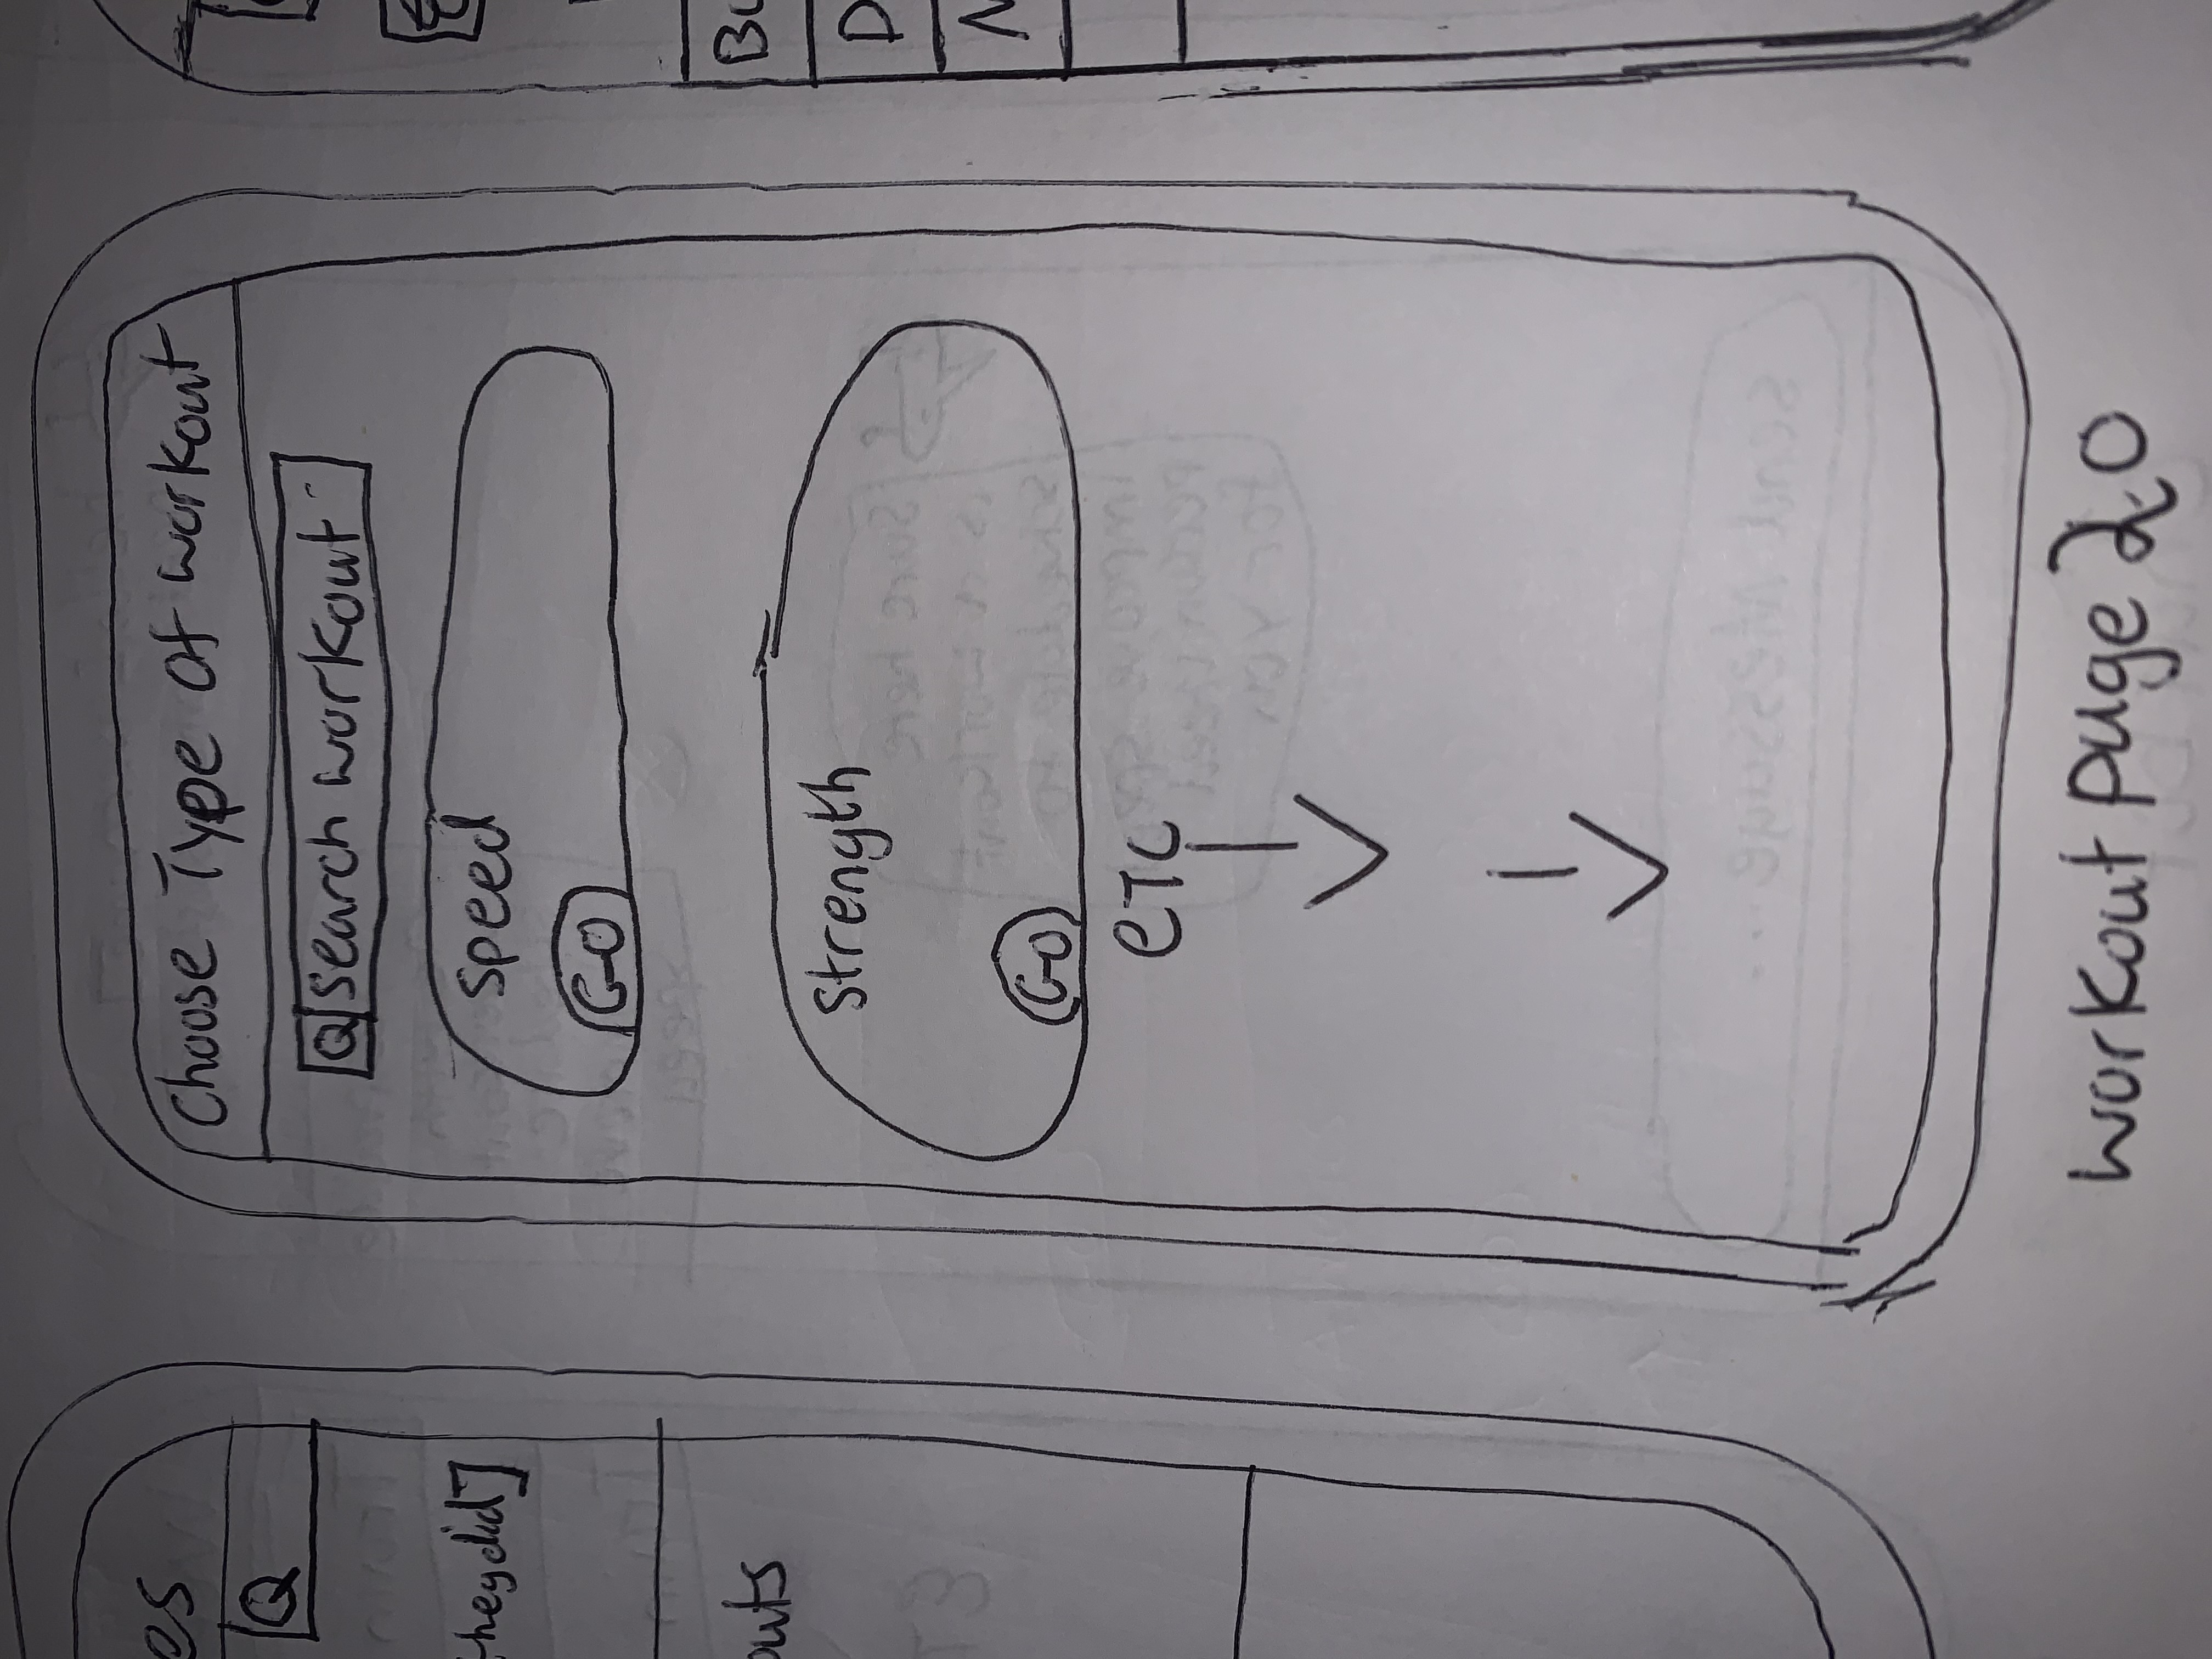 Choose Type of workout
Q search workout
speed
GO
strength
GO
eTC
workout page 2.0
es
Q
theydid]
outs
Bu
D
N